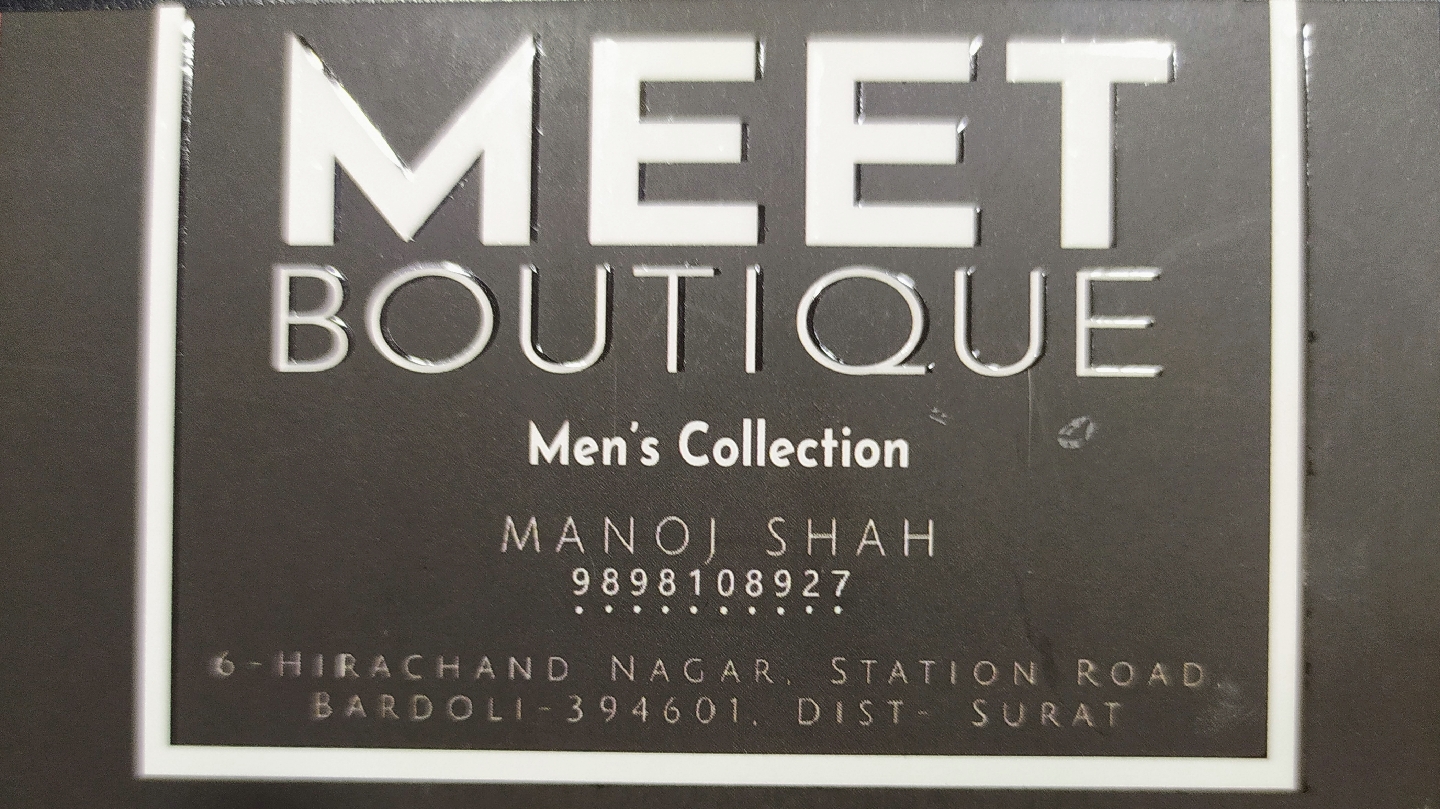 MEET
BOUTIQUE
Men's Collection
MANOJ SHAH
9898108927
6-HIRACHAND NAGAR, STATION ROAD,
BARDOLI-394601. DIST- SURAT